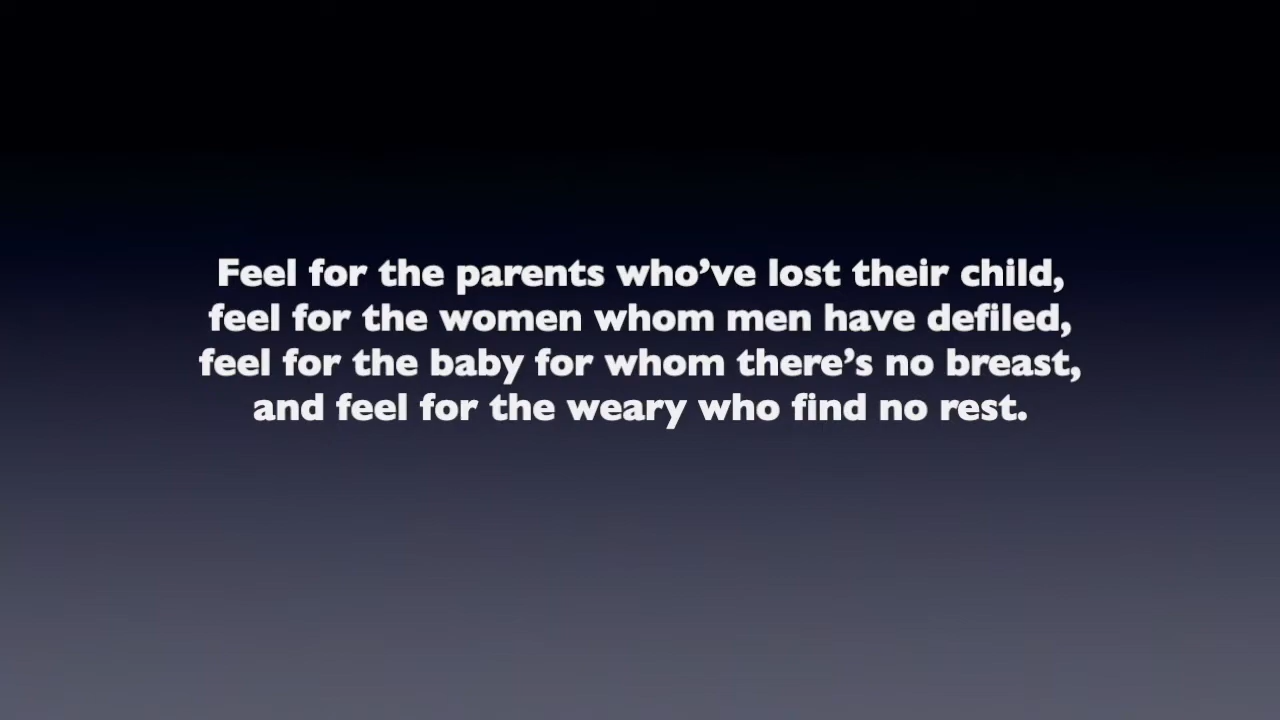 Feel for the parents who’ve lost their child,
feel for the women whom men have defiled,
feel for the baby for whom there’s no breast,
and feel for the weary who find no rest.